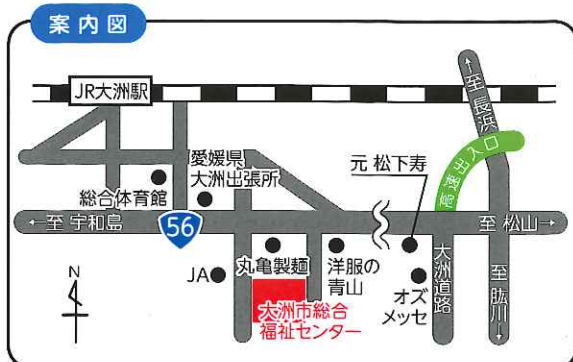 案内図
JR大洲駅
←至 長浜
高速出入口
愛媛県
大洲出張所
元 松下寿
総合体育館
←至 宇和島
56
至 松山→
丸亀製麺
洋服の
青山
大洲道路
至 肱川→
JA
オズ
メッセ
大洲市総合
福祉センター
N